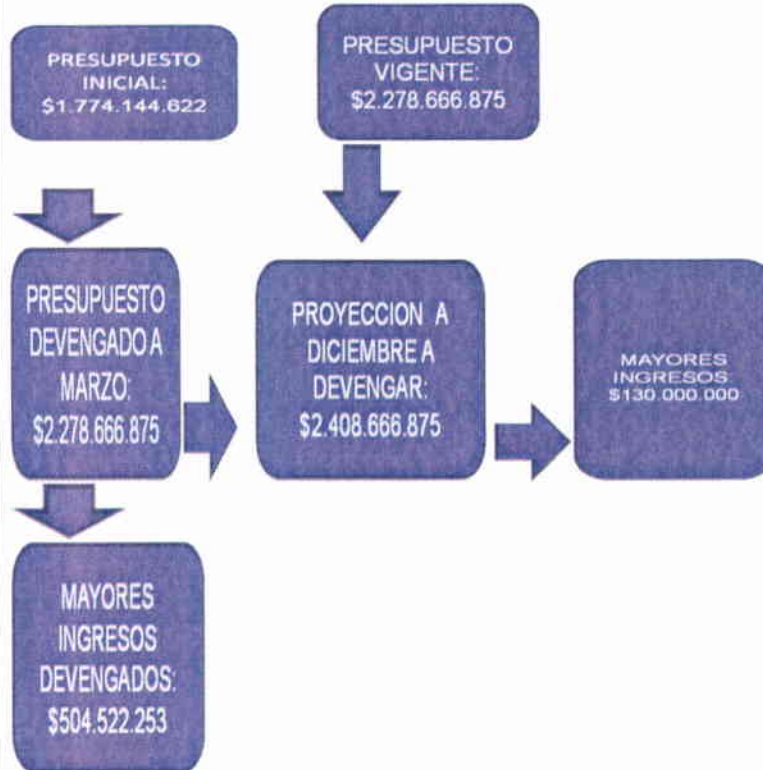 PRESUPUESTO
INICIAL:
$1.774.144.622
PRESUPUESTO
VIGENTE:
$2.278.666.875
PRESUPUESTO
DEVENGADO A
MARZO:
$2.278.666.875
PROYECCION A
DICIEMBRE A
DEVENGAR:
$2.408.666.875
MAYORES
INGRESOS
$130.000.000
MAYORES
INGRESOS
DEVENGADOS:
$504.522.253